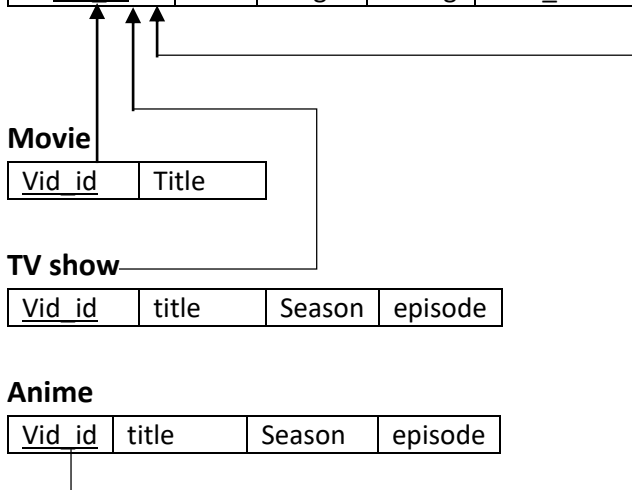 Movie
Vid_id Title
TV show
Vid_id title Season episode
Anime
Vid_id title Season episode